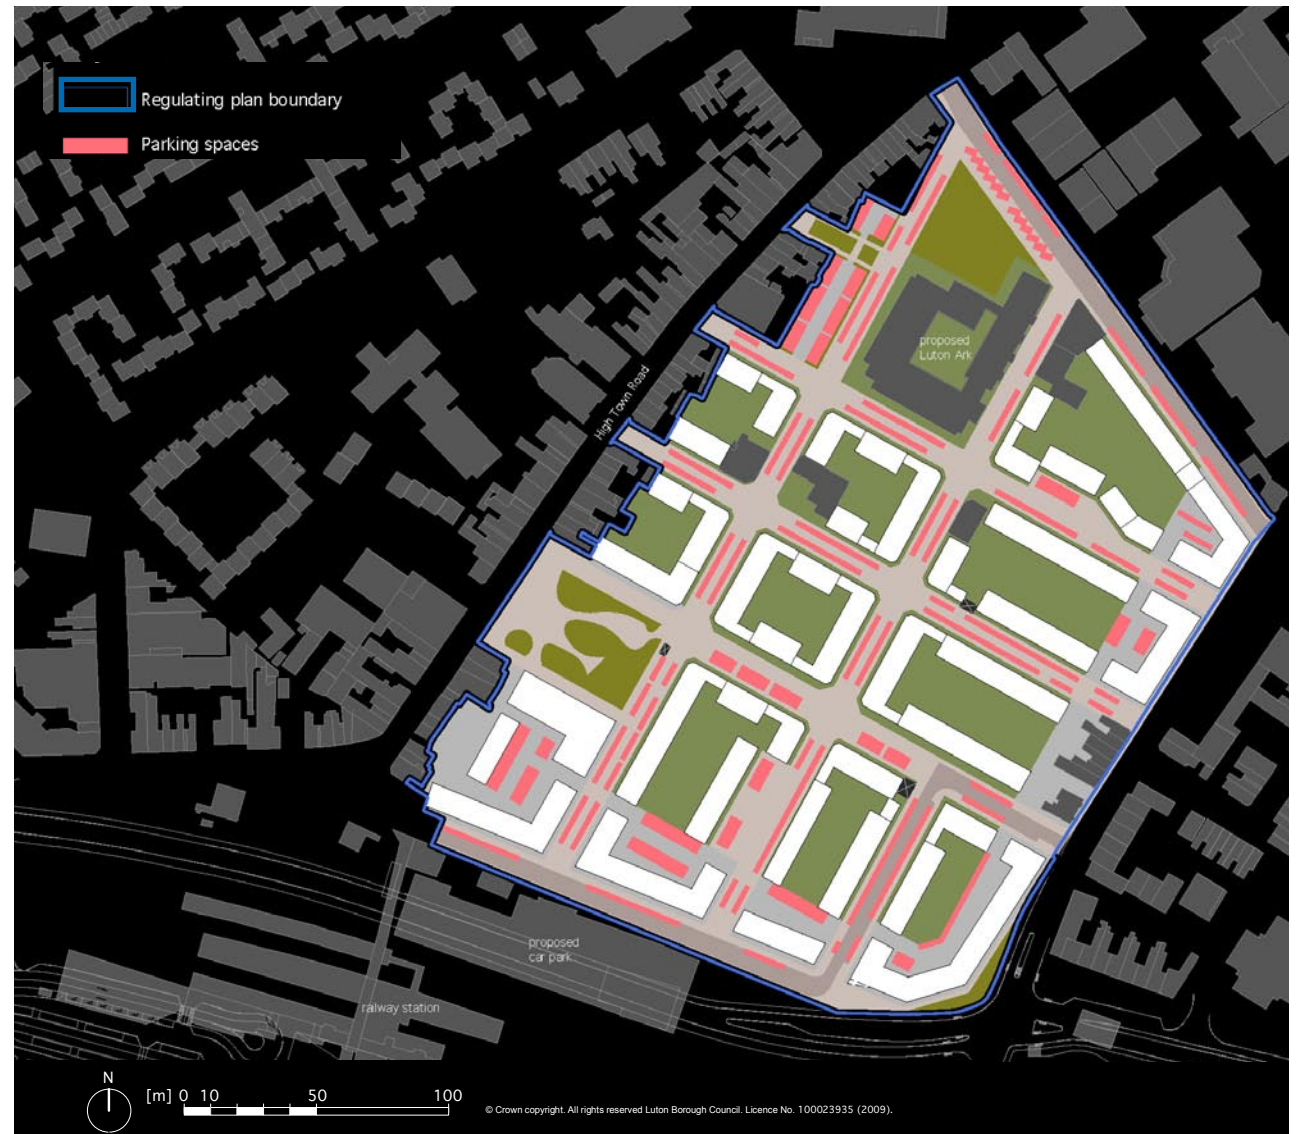 Regulating plan boundary
Parking spaces
proposed
Luton Ark
High Town Road
proposed
car park
railway station
N
[m] 0 10 50 100
© Crown copyright. All rights reserved Luton Borough Council. Licence No. 100023935 (2009).